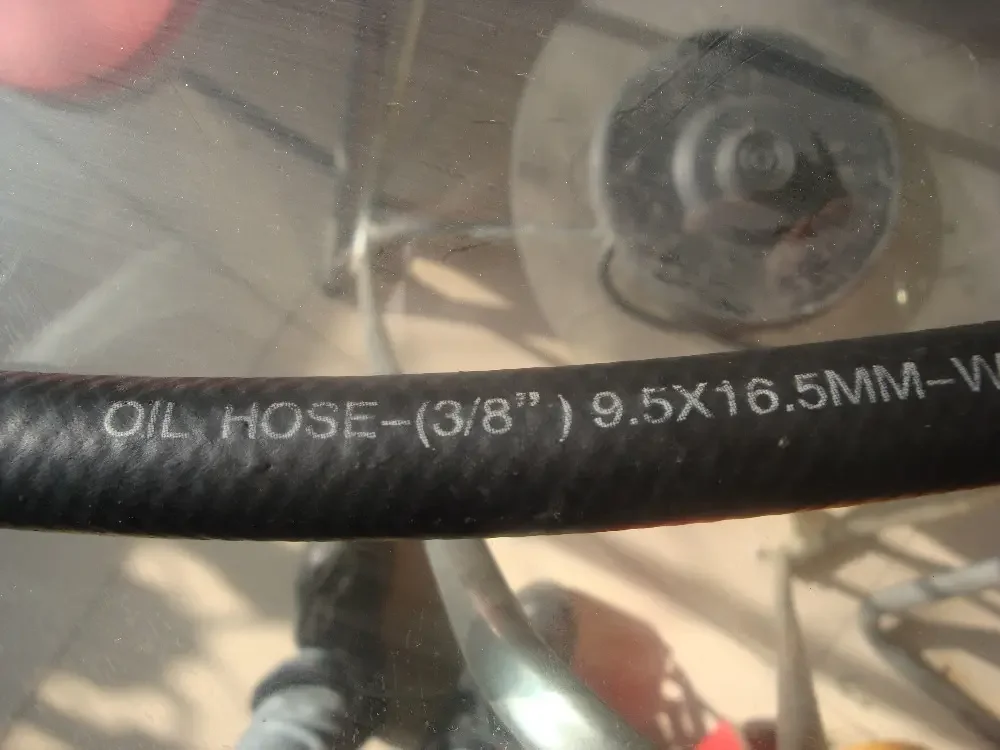 OIL HOSE-(3/8") 9.5X16.5MM-W